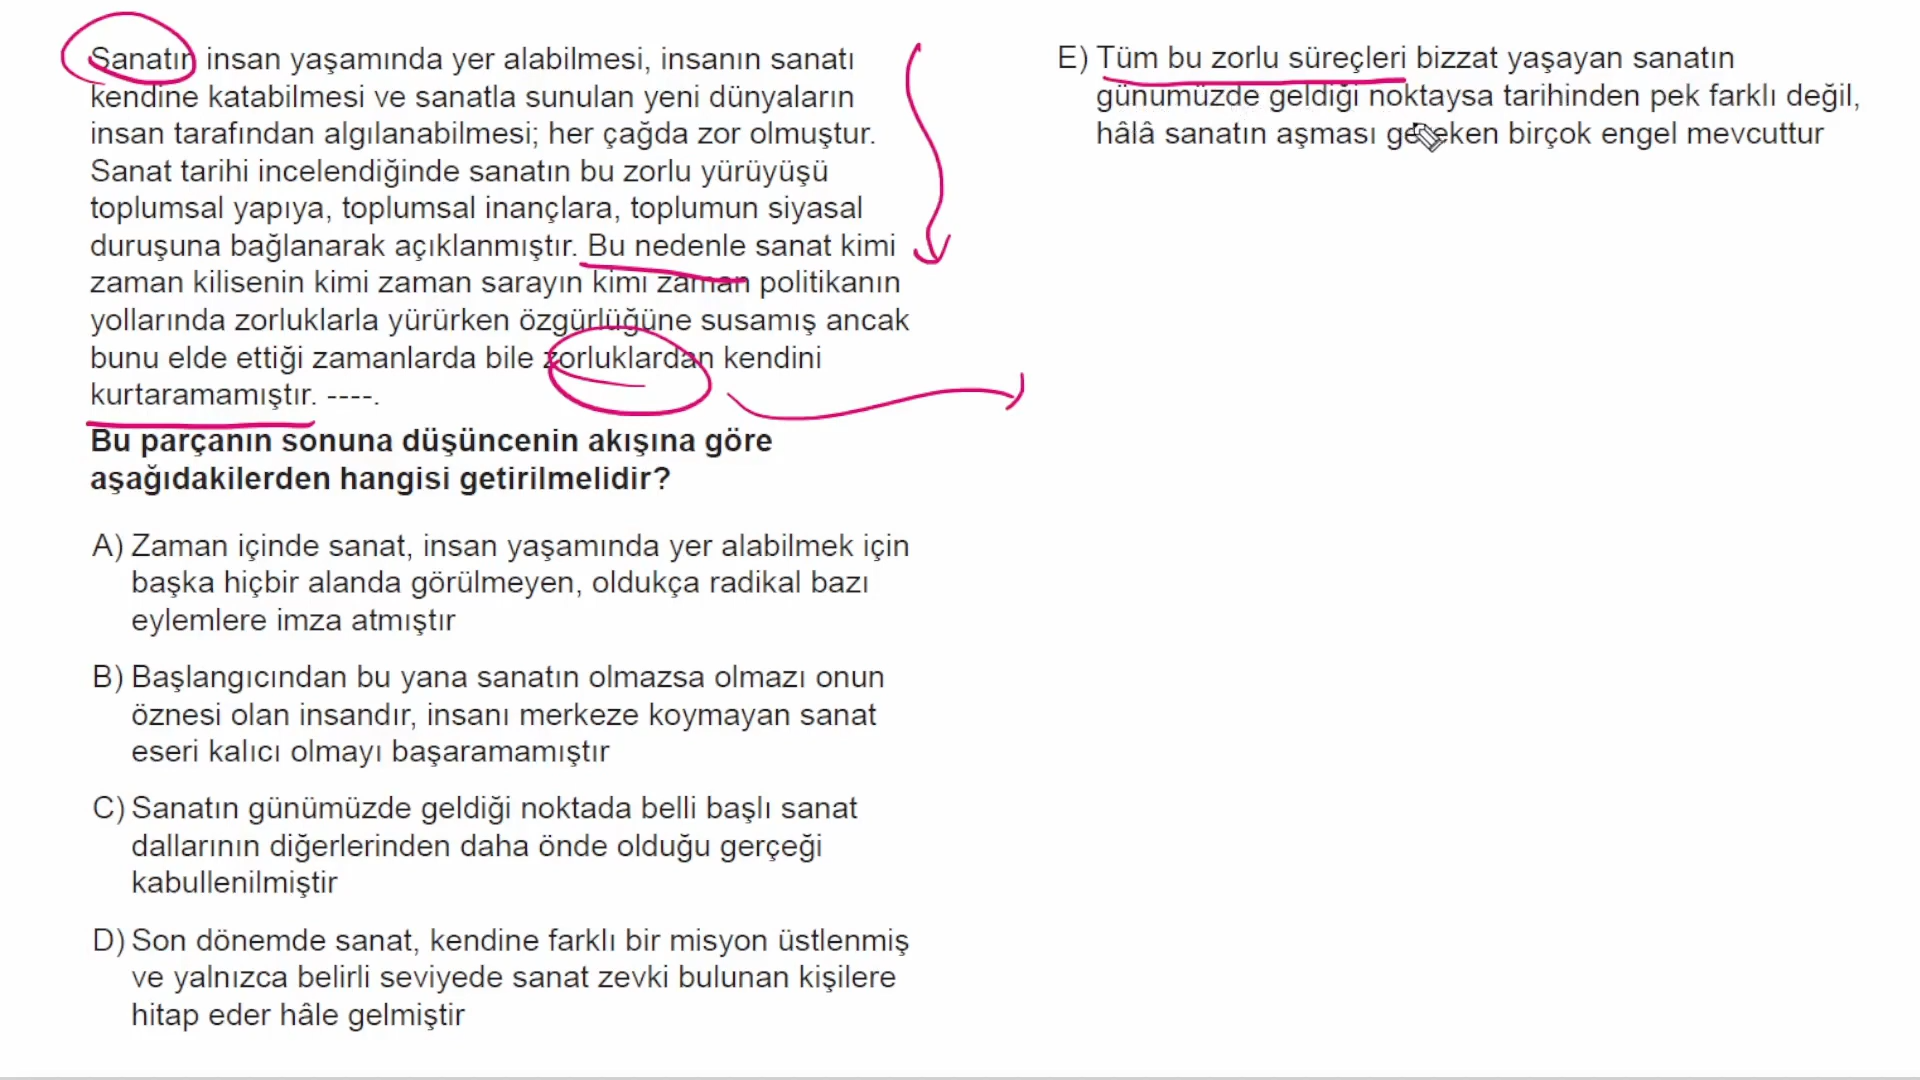 Sanatın insan yaşamında yer alabilmesi, insanın sanatı
kendine katabilmesi ve sanatla sunulan yeni dünyaların
insan tarafından algılanabilmesi; her çağda zor olmuştur.
Sanat tarihi incelendiğinde sanatın bu zorlu yürüyüşü
toplumsal yapıya, toplumsal inançlara, toplumun siyasal
duruşuna bağlanarak açıklanmıştır. Bu nedenle sanat kimi
zaman kilisenin kimi zaman sarayın kimi zaman politikanın
yollarında zorluklarla yürürken özgürlüğüne susamış ancak
bunu elde ettiği zamanlarda bile zorluklardan kendini
kurtaramamıştır. ----.
Bu parçanın sonuna düşüncenin akışına göre
aşağıdakilerden hangisi getirilmelidir?
A) Zaman içinde sanat, insan yaşamında yer alabilmek için
başka hiçbir alanda görülmeyen, oldukça radikal bazı
eylemlere imza atmıştır
B) Başlangıcından bu yana sanatın olmazsa olmazı onun
öznesi olan insandır, insanı merkeze koymayan sanat
eseri kalıcı olmayı başaramamıştır
C) Sanatın günümüzde geldiği noktada belli başlı sanat
dallarının diğerlerinden daha önde olduğu gerçeği
kabullenilmiştir
D) Son dönemde sanat, kendine farklı bir misyon üstlenmiş
ve yalnızca belirli seviyede sanat zevki bulunan kişilere
hitap eder hâle gelmiştir
E) Tüm bu zorlu süreçleri bizzat yaşayan sanatın
günümüzde geldiği noktaysa tarihinden pek farklı değil,
hâlâ sanatın aşması gereken birçok engel mevcuttur